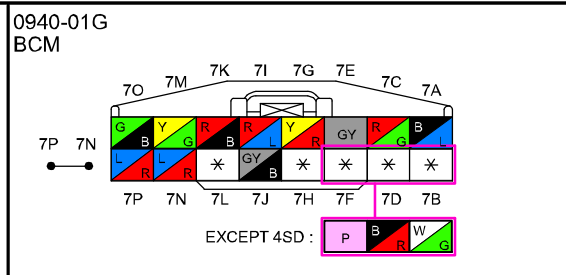 0940-01G
BCM
7K 7I 7G 7E
7O 7M 7C 7A
G B Y G R B R L Y R GY R G B L
7P 7N
L R L R * GY B * * * *
7P 7N 7L 7J 7H 7F 7D 7B
EXCEPT 4SD : P B R W G